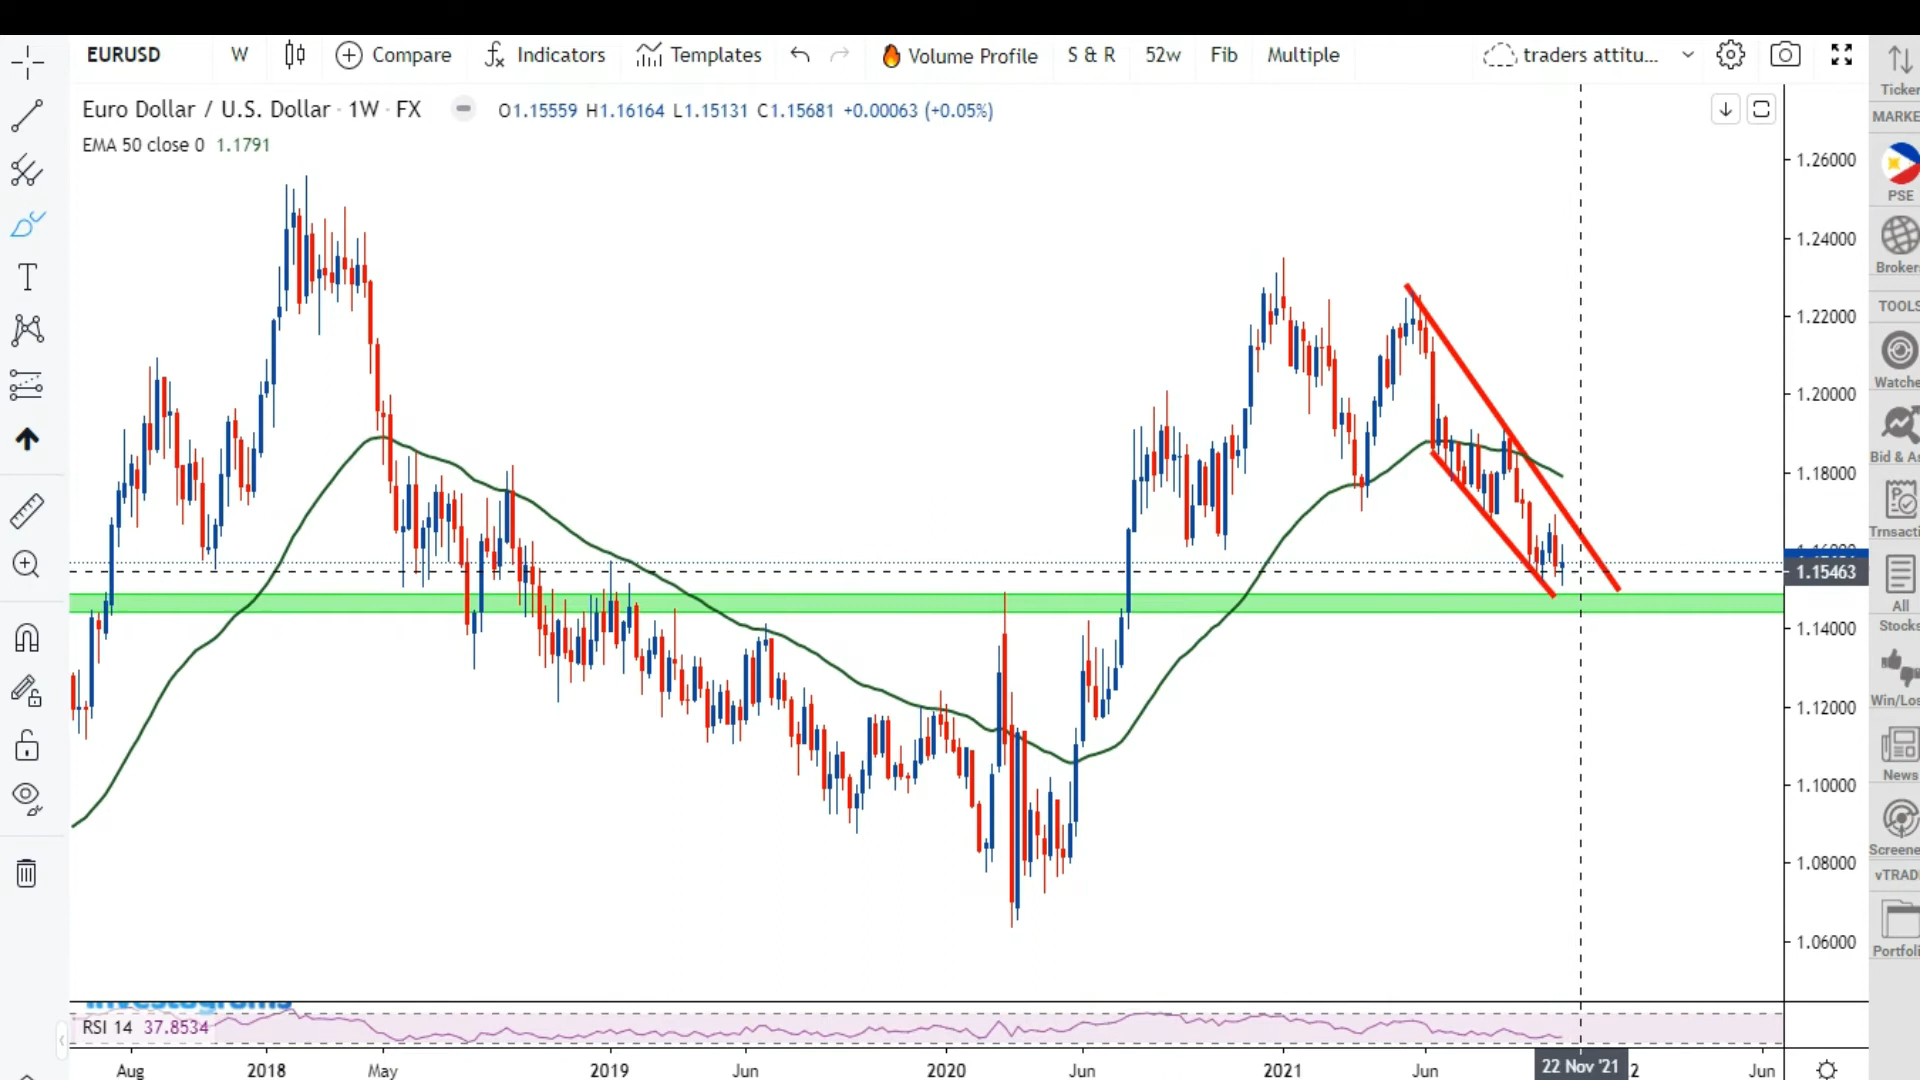 EURUSD W Compare Indicators Templates Volume Profile S & R 52w Fib Multiple traders attitu...
Euro Dollar / U.S. Dollar · 1W · FX O1.15559 H1.16164 L1.15131 C1.15681 +0.00063 (+0.05%)
EMA 50 close 0 1.1791
1.26000
1.24000
1.22000
1.20000
1.18000
1.15463
1.14000
1.12000
1.10000
1.08000
1.06000
RSI 14 37.8534
Aug 2018 May 2019 Jun 2020 Jun 2021 Jun 22 Nov '21 2 Jun
Ticker
MARKE
PSE
Broker
TOOLS
Watche
Bid & A
Trnsacti
All
Stocks
Win/Los
News
Screene
vTRAD
Portfoli